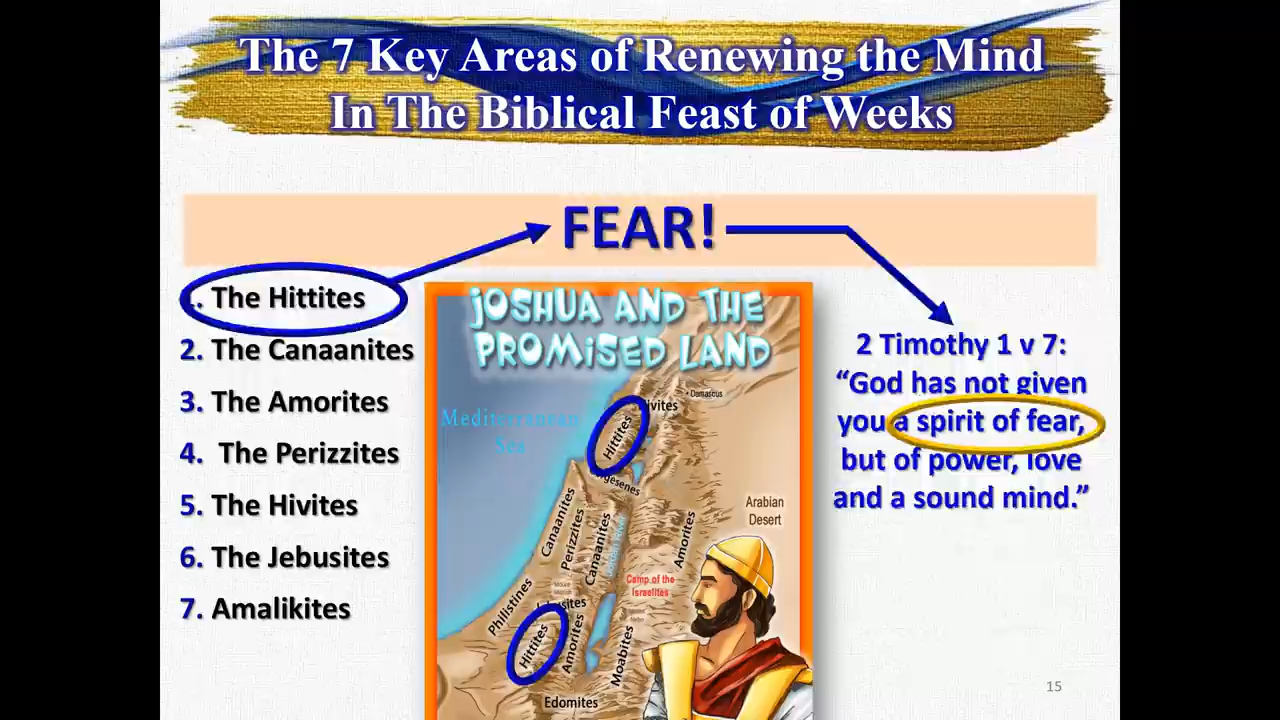 The 7 Key Areas of Renewing the Mind
In The Biblical Feast of Weeks
FEAR!
1. The Hittites
2. The Canaanites
3. The Amorites
4. The Perizzites
5. The Hivites
6. The Jebusites
7. Amalikites
JOSHUA AND THE
PROMISED LAND
Damascus
Hivites
Mediterranean
Sea
Hittites
Canaanites
Perizzites
Canaanites
Amorites
Arabian
Desert
Camp of the
Israelites
Philistines
Hittites
Amorites
Moabites
Edomites
2 Timothy 1 v 7:
“God has not given
you a spirit of fear,
but of power, love
and a sound mind.”
15